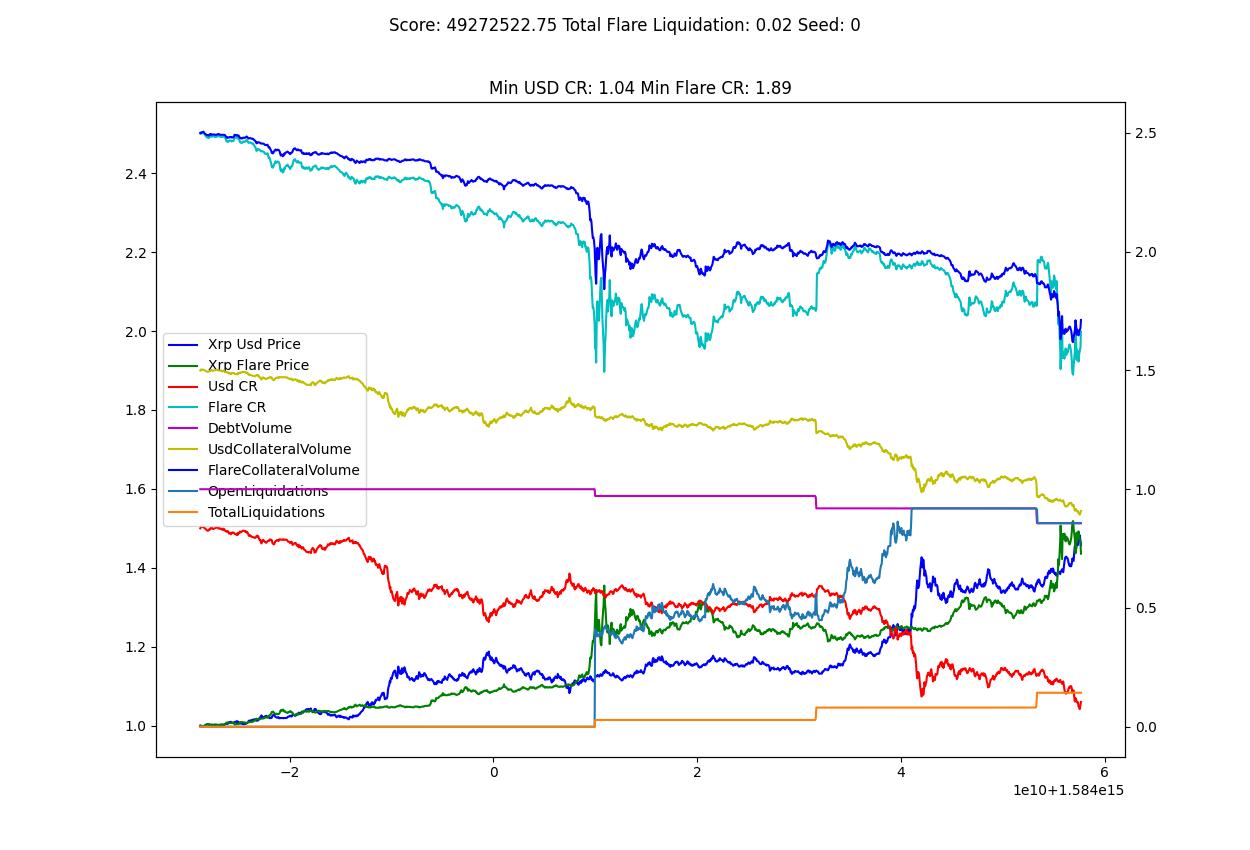 Score: 49272522.75 Total Flare Liquidation: 0.02 Seed: 0
Min USD CR: 1.04 Min Flare CR: 1.89
2.4
2.2
2.0
1.8
1.6
1.4
1.2
1.0
Xrp Usd Price
Xrp Flare Price
Usd CR
Flare CR
DebtVolume
UsdCollateralVolume
FlareCollateralVolume
OpenLiquidations
TotalLiquidations
2.5
2.0
1.5
1.0
0.5
0.0
−2 0 2 4 6
1e10+1.584e15